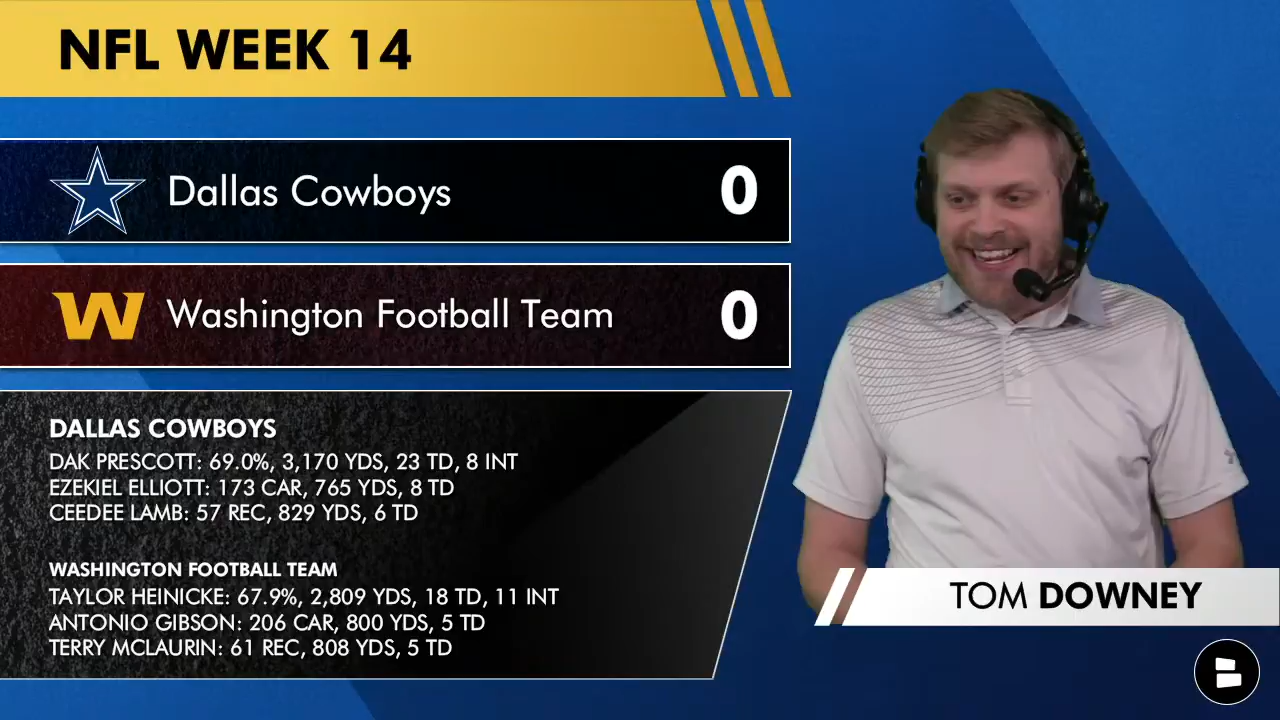 NFL WEEK 14
Dallas Cowboys 0
W Washington Football Team 0
DALLAS COWBOYS
DAK PRESCOTT: 69.0%, 3,170 YDS, 23 TD, 8 INT
EZEKIEL ELLIOTT: 173 CAR, 765 YDS, 8 TD
CEEDEE LAMB: 57 REC, 829 YDS, 6 TD
WASHINGTON FOOTBALL TEAM
TAYLOR HEINICKE: 67.9%, 2,809 YDS, 18 TD, 11 INT
ANTONIO GIBSON: 206 CAR, 800 YDS, 5 TD
TERRY MCLAURIN: 61 REC, 808 YDS, 5 TD
TOM DOWNEY